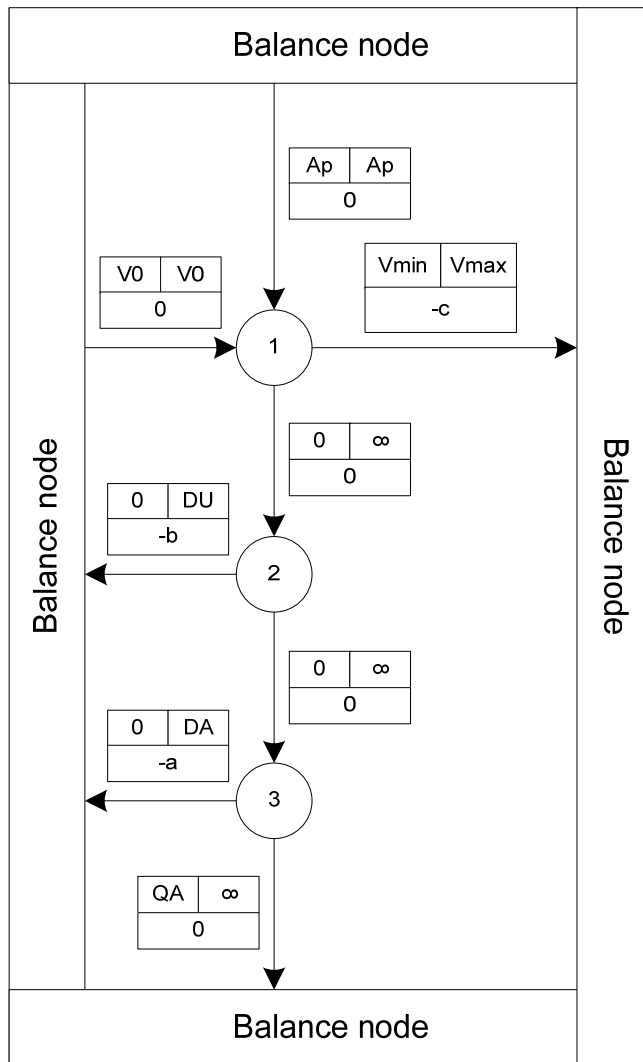 Balance node
Ap Ap
0
Vmin Vmax
-c
V0 V0
0
1
0 ∞
0
Balance node
Balance node
0 DU
-b
2
0 ∞
0
0 DA
-a
3
QA ∞
0
Balance node